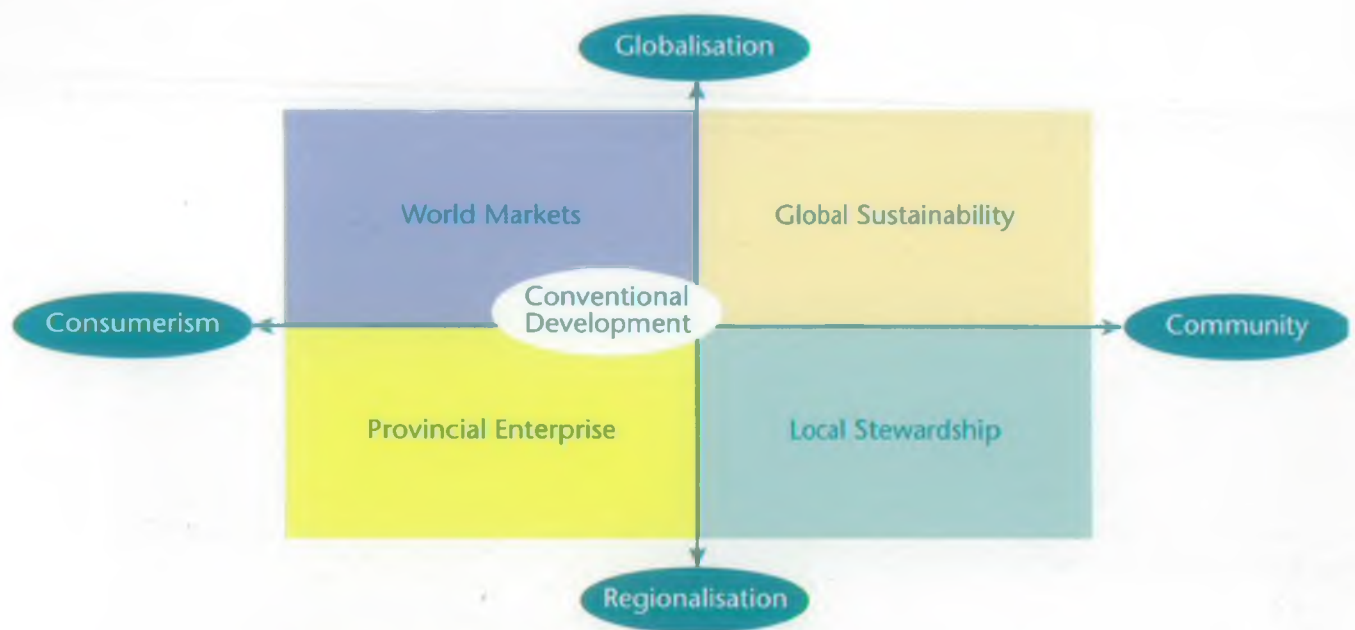 Globalisation
World Markets
Global Sustainability
Conventional
Development
Consumerism
Community
Provincial Enterprise
Local Stewardship
Regionalisation